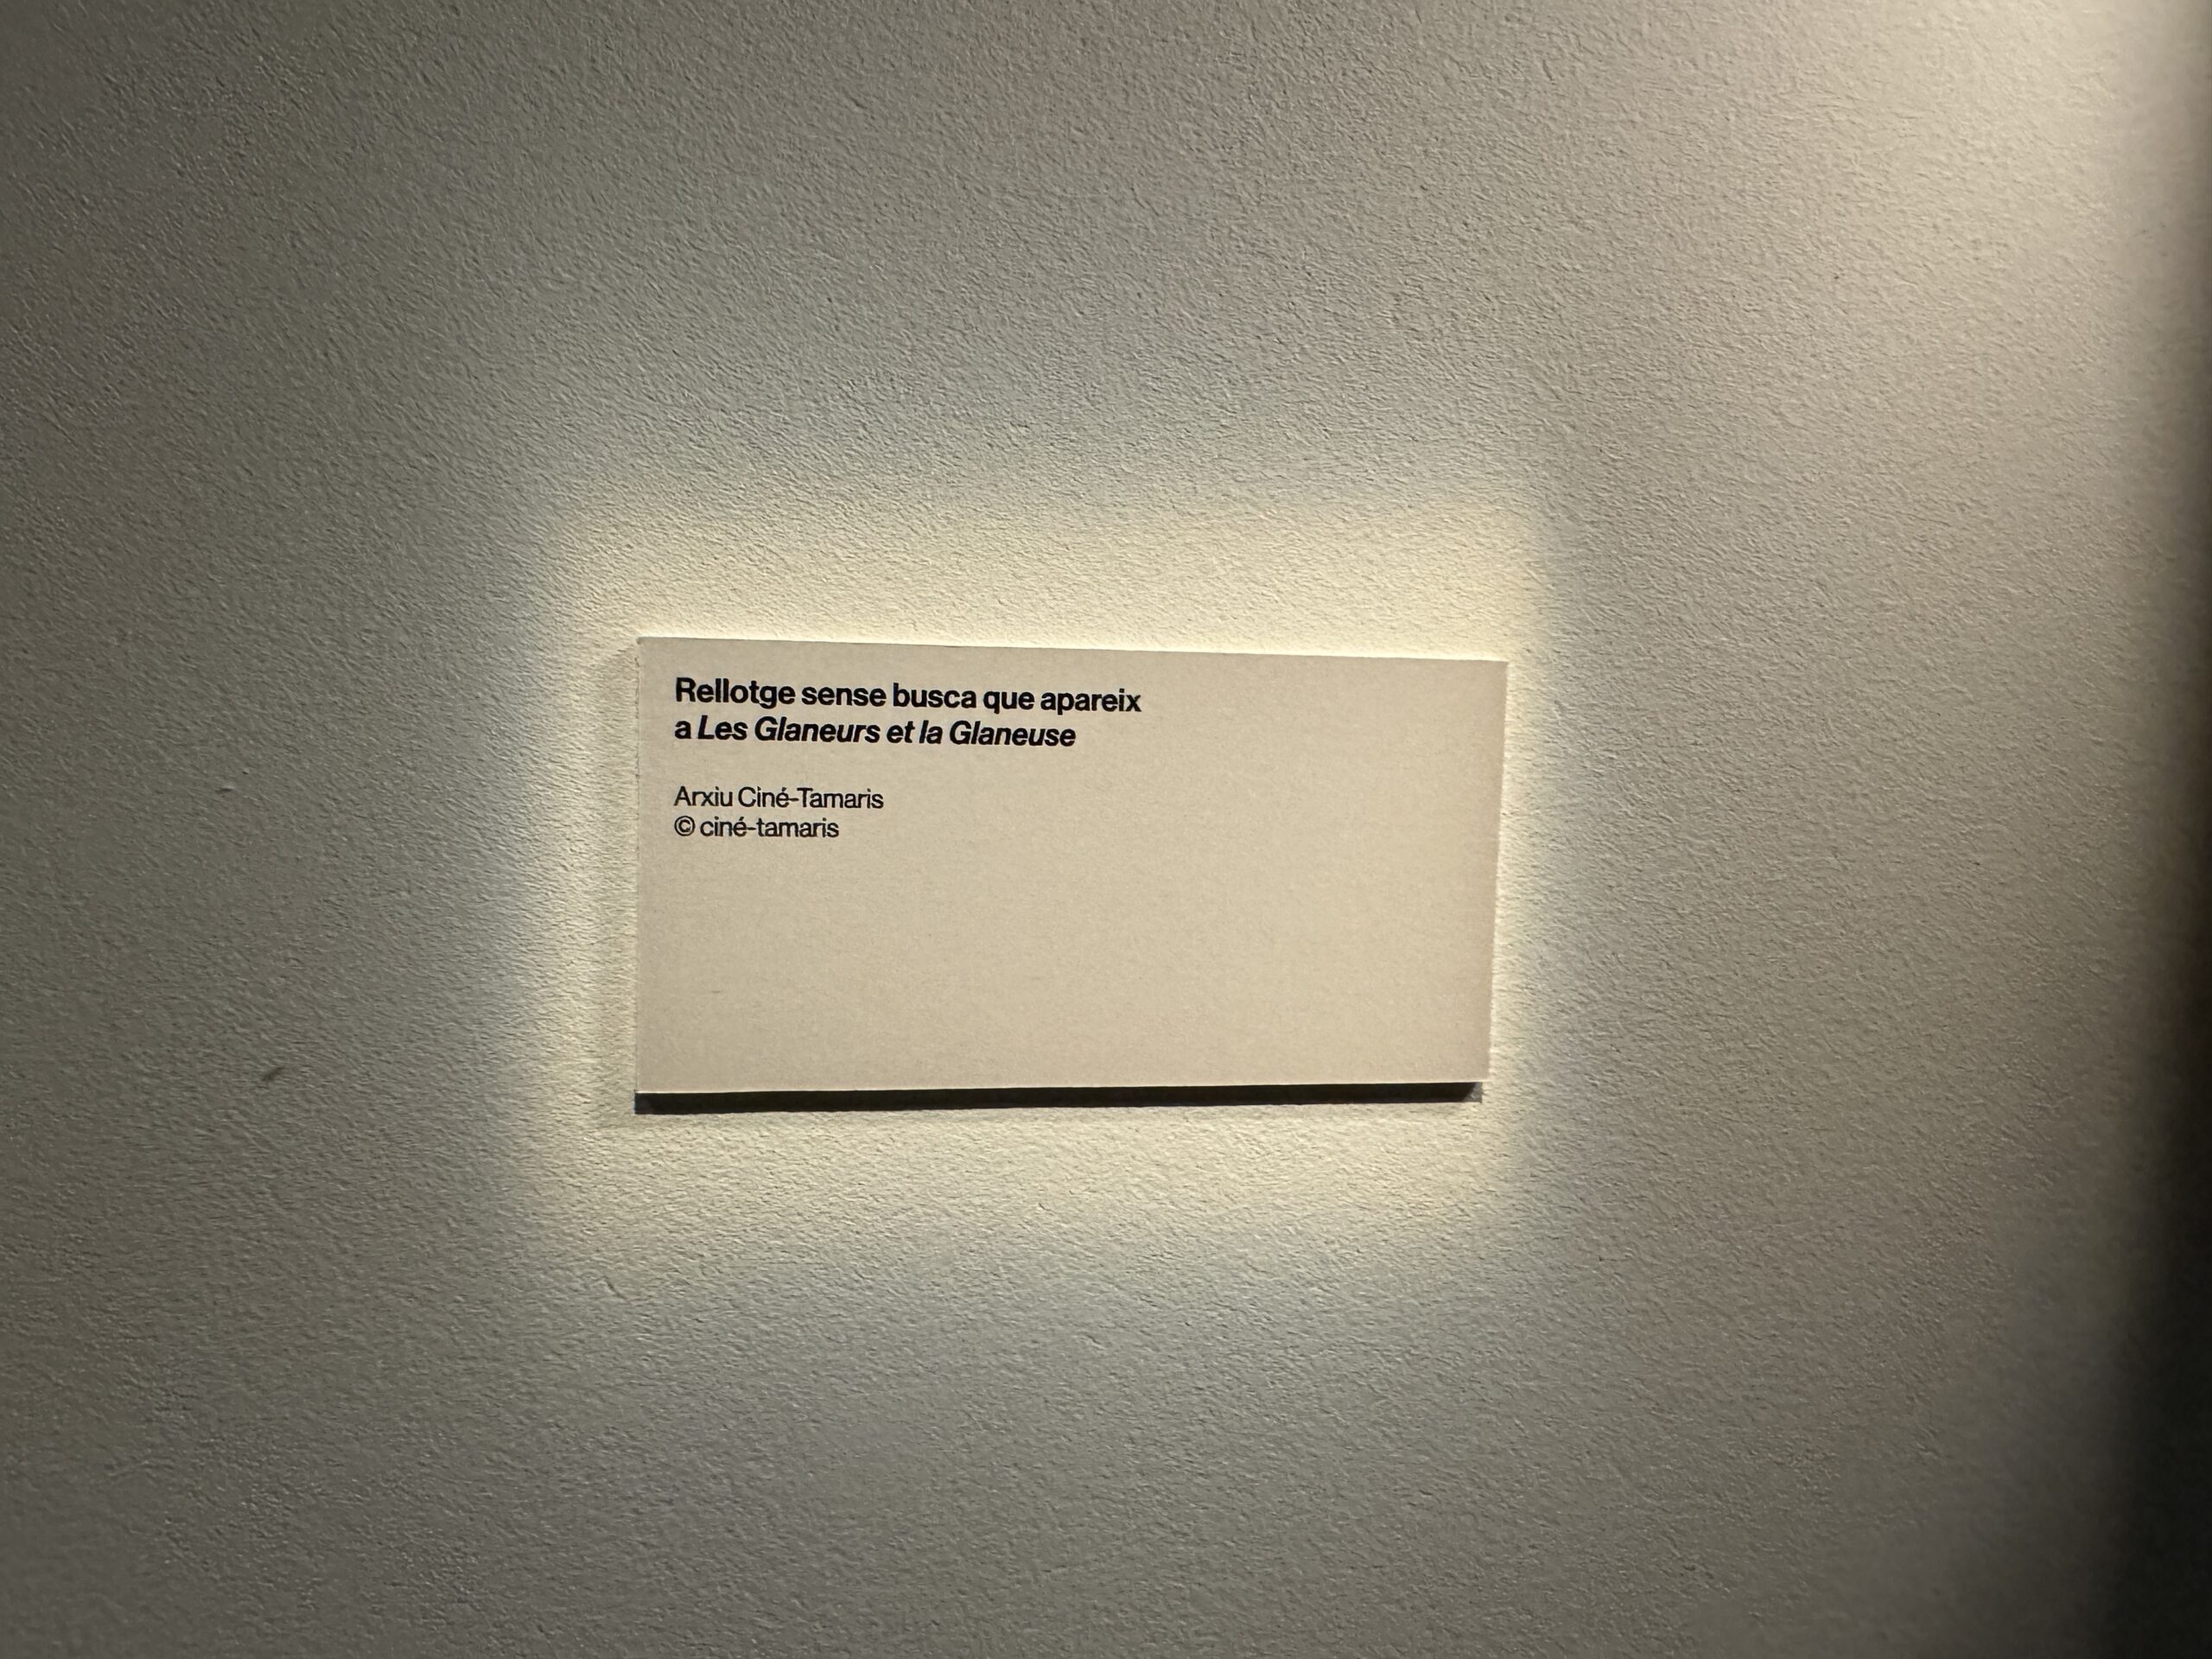 Rellotge sense busca que apareix
a Les Glaneurs et la Glaneuse
Arxiu Ciné-Tamaris
© ciné-tamaris